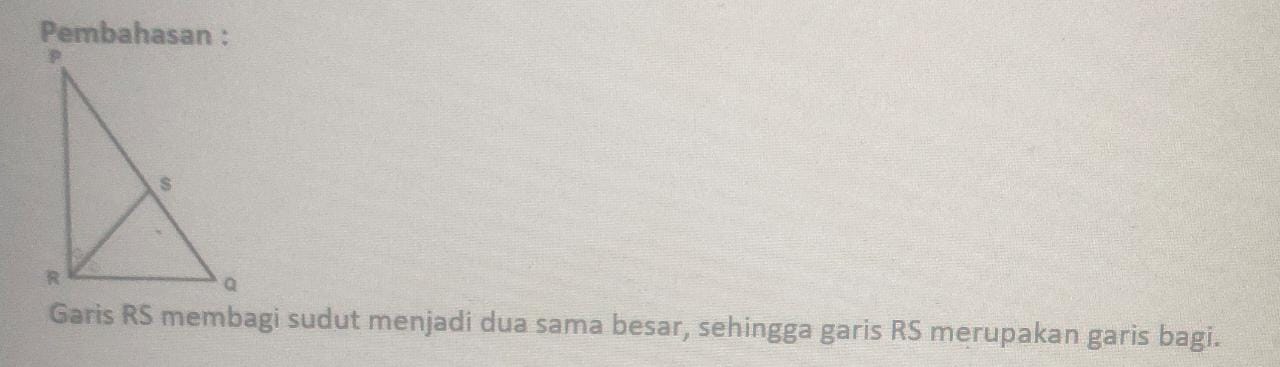 Pembahasan :
P
S
R
Q
Garis RS membagi sudut menjadi dua sama besar, sehingga garis RS merupakan garis bagi.